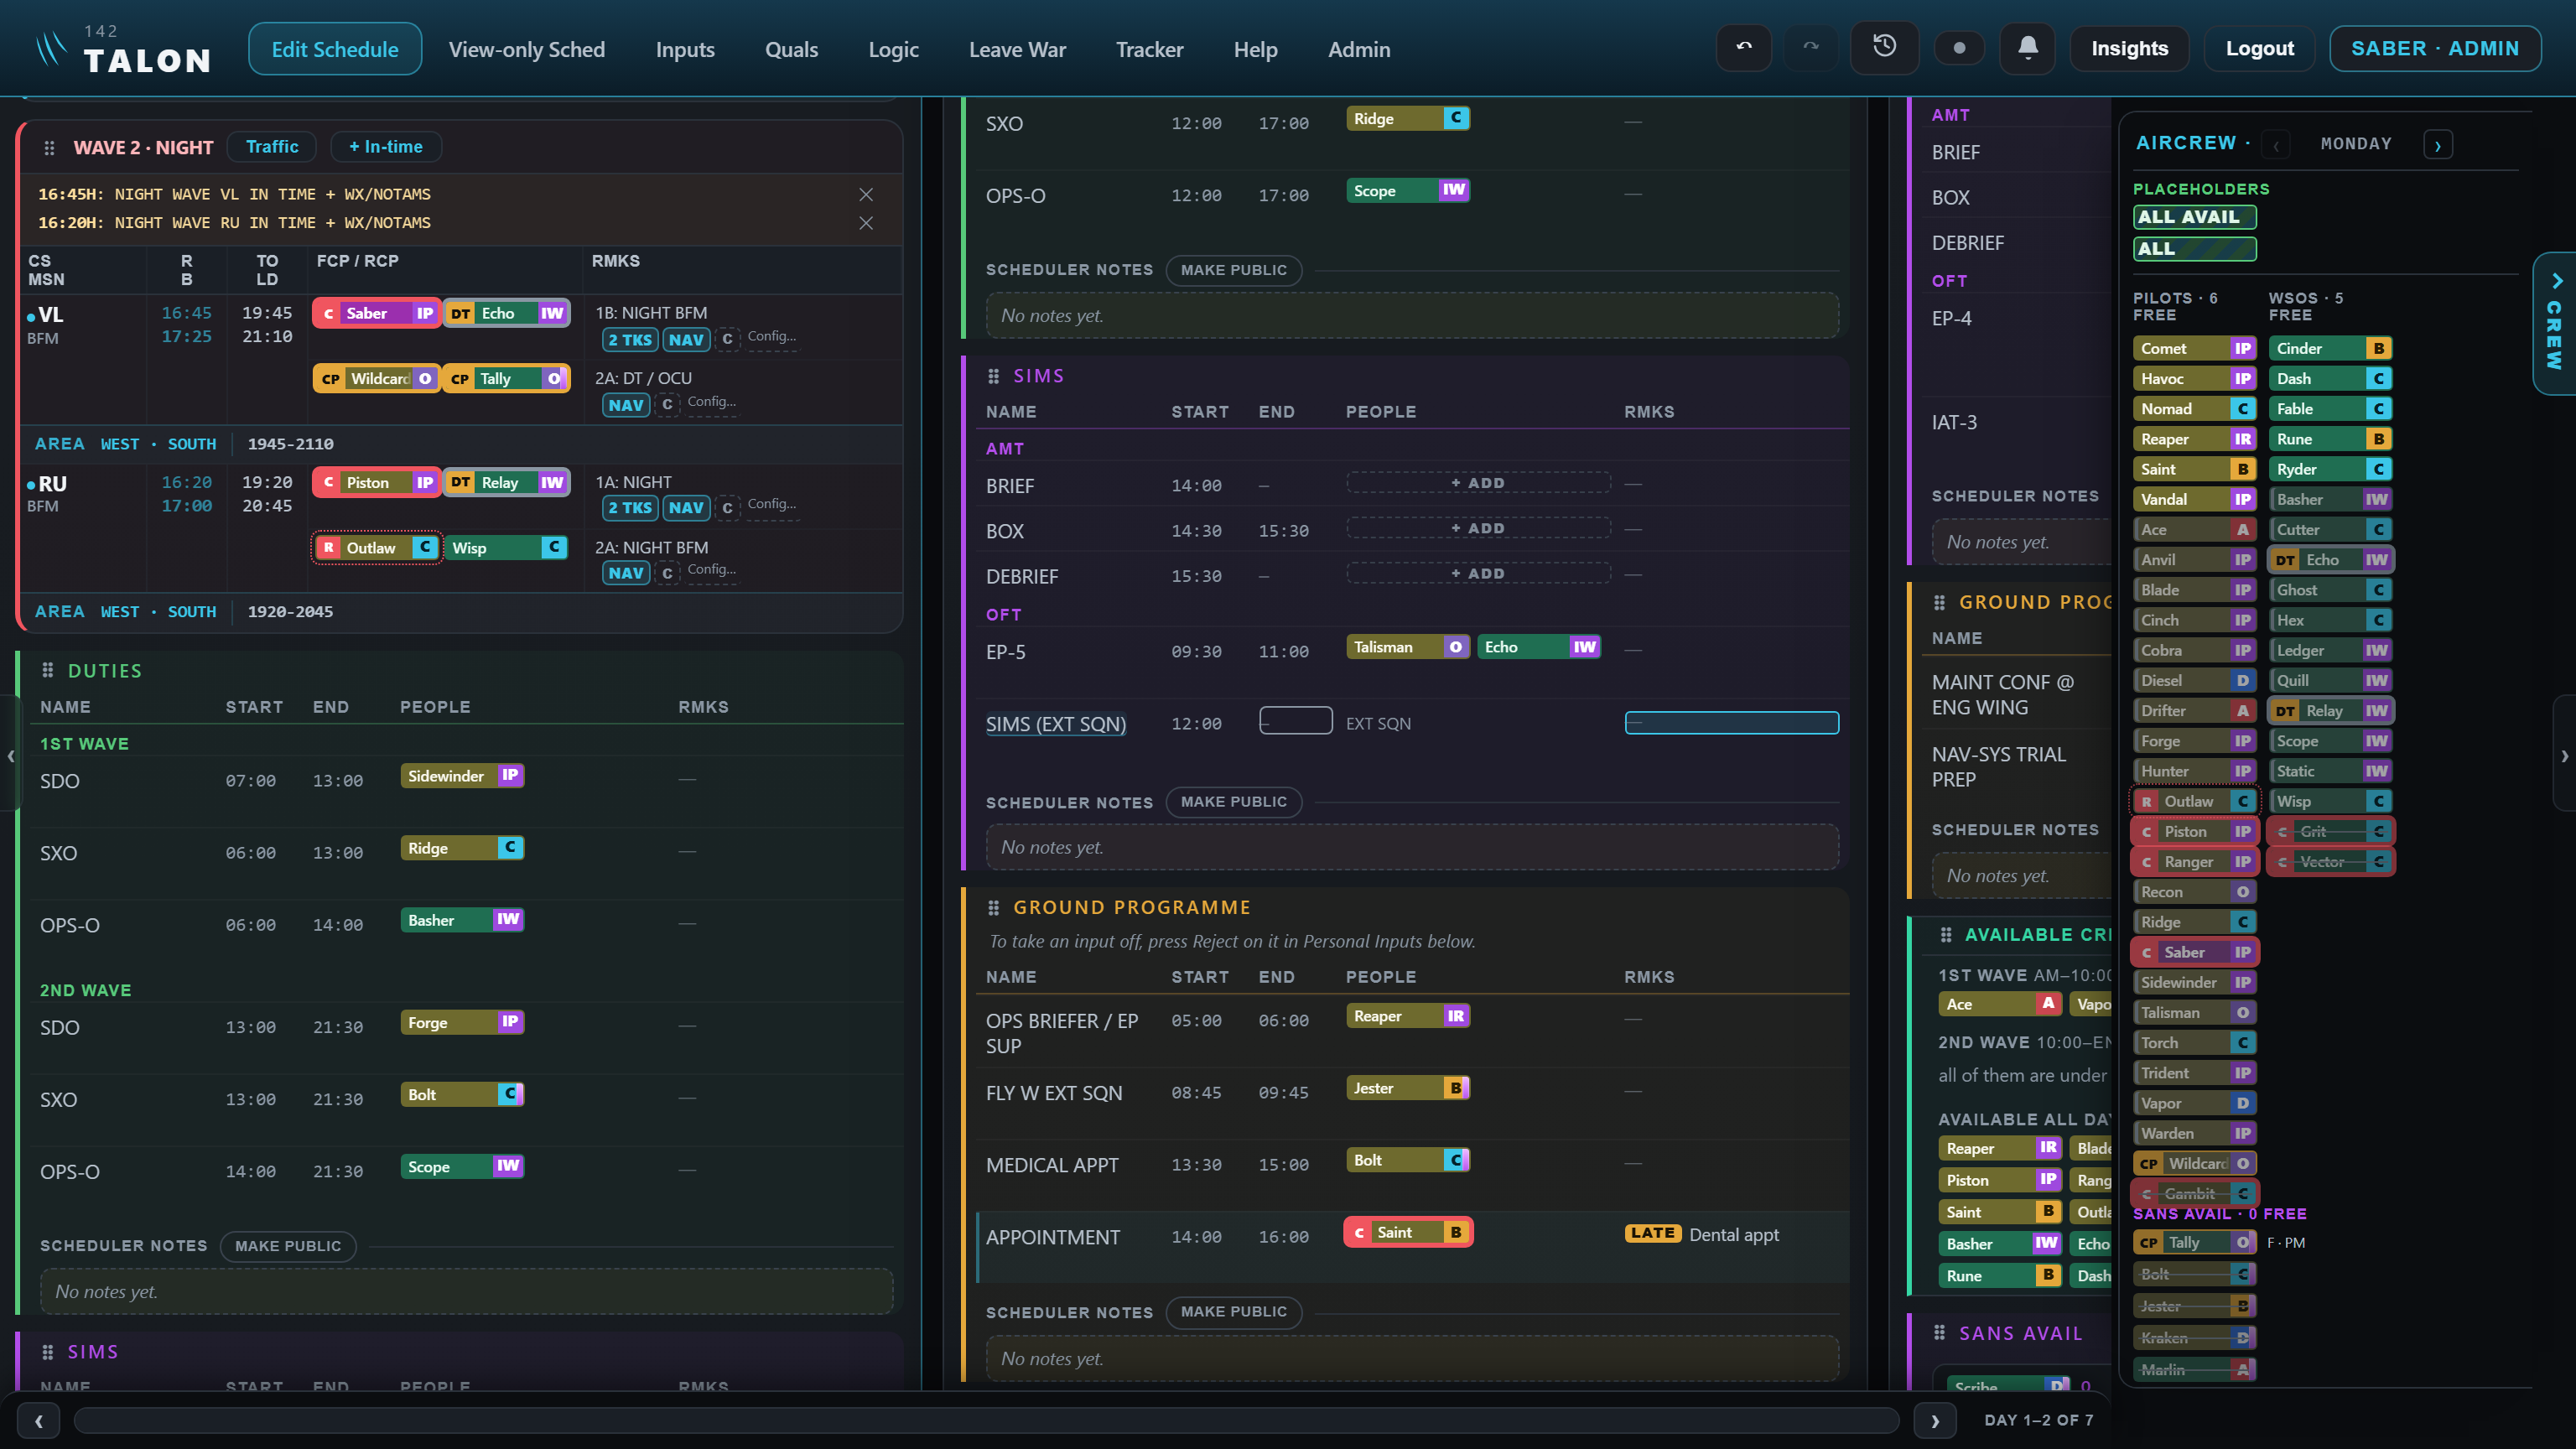 142
TALON
Edit Schedule
View-only Sched
Inputs
Quals
Logic
Leave War
Tracker
Help
Admin
Insights
Logout
SABER · ADMIN
WAVE 2 · NIGHT
Traffic
+ In-time
16:45H: NIGHT WAVE VL IN TIME + WX/NOTAMS
16:20H: NIGHT WAVE RU IN TIME + WX/NOTAMS
CS R TO FCP / RCP RMKS
MSN B LD
VL 16:45 19:45 C Saber IP DT Echo IW 1B: NIGHT BFM
BFM 17:25 21:10 2 TKS NAV C Config...
CP Wildcard O CP Tally O 2A: DT / OCU
NAV C Config...
AREA WEST · SOUTH 1945-2110
RU 16:20 19:20 C Piston IP DT Relay IW 1A: NIGHT
BFM 17:00 20:45 2 TKS NAV C Config...
R Outlaw C Wisp C 2A: NIGHT BFM
NAV C Config...
AREA WEST · SOUTH 1920-2045
DUTIES
NAME START END PEOPLE RMKS
1ST WAVE
SDO 07:00 13:00 Sidewinder IP —
SXO 06:00 13:00 Ridge C —
OPS-O 06:00 14:00 Basher IW —
2ND WAVE
SDO 13:00 21:30 Forge IP —
SXO 13:00 21:30 Bolt C —
OPS-O 14:00 21:30 Scope IW —
SCHEDULER NOTES MAKE PUBLIC
No notes yet.
SIMS
NAME START END PEOPLE RMKS
SXO 12:00 17:00 Ridge C —
OPS-O 12:00 17:00 Scope IW —
SCHEDULER NOTES MAKE PUBLIC
No notes yet.
SIMS
NAME START END PEOPLE RMKS
AMT
BRIEF 14:00 – + ADD —
BOX 14:30 15:30 + ADD —
DEBRIEF 15:30 – + ADD —
OFT
EP-5 09:30 11:00 Talisman O Echo IW —
SIMS (EXT SQN) 12:00 – EXT SQN —
SCHEDULER NOTES MAKE PUBLIC
No notes yet.
GROUND PROGRAMME
To take an input off, press Reject on it in Personal Inputs below.
NAME START END PEOPLE RMKS
OPS BRIEFER / EP SUP 05:00 06:00 Reaper IR —
FLY W EXT SQN 08:45 09:45 Jester B —
MEDICAL APPT 13:30 15:00 Bolt C —
APPOINTMENT 14:00 16:00 C Saint B LATE Dental appt
SCHEDULER NOTES MAKE PUBLIC
No notes yet.
AMT
BRIEF
BOX
DEBRIEF
OFT
EP-4
IAT-3
SCHEDULER NOTES
No notes yet.
GROUND PROG
NAME
MAINT CONF @
ENG WING
NAV-SYS TRIAL
PREP
SCHEDULER NOTES
No notes yet.
AVAILABLE CR
1ST WAVE AM–10:00
Ace A Vapo
2ND WAVE 10:00–EN
all of them are under
AVAILABLE ALL DAY
Reaper IR Blade
Piston IP Rang
Saint B Outla
Basher IW Echo
Rune B Dash
SANS AVAIL
Scribe D
AIRCREW · ‹ MONDAY ›
PLACEHOLDERS
ALL AVAIL
ALL
PILOTS · 6 FREE
WSOS · 5 FREE
Comet IP Cinder B
Havoc IP Dash C
Nomad C Fable C
Reaper IR Rune B
Saint B Ryder C
Vandal IP Basher IW
Ace A Cutter C
Anvil IP DT Echo IW
Blade IP Ghost C
Cinch IP Hex C
Cobra IP Ledger IW
Diesel D Quill IW
Drifter A DT Relay IW
Forge IP Scope IW
Hunter IP Static IW
R Outlaw C Wisp C
C Piston IP C Grit C
C Ranger IP C Vector C
Recon O
Ridge C
C Saber IP
Sidewinder IP
Talisman O
Torch C
Trident IP
Vapor D
Warden IP
CP Wildcard O
C Gambit C
SANS AVAIL · 0 FREE
CP Tally O F · PM
Bolt C
Jester B
Kraken D
Marlin A
CREW
DAY 1–2 OF 7